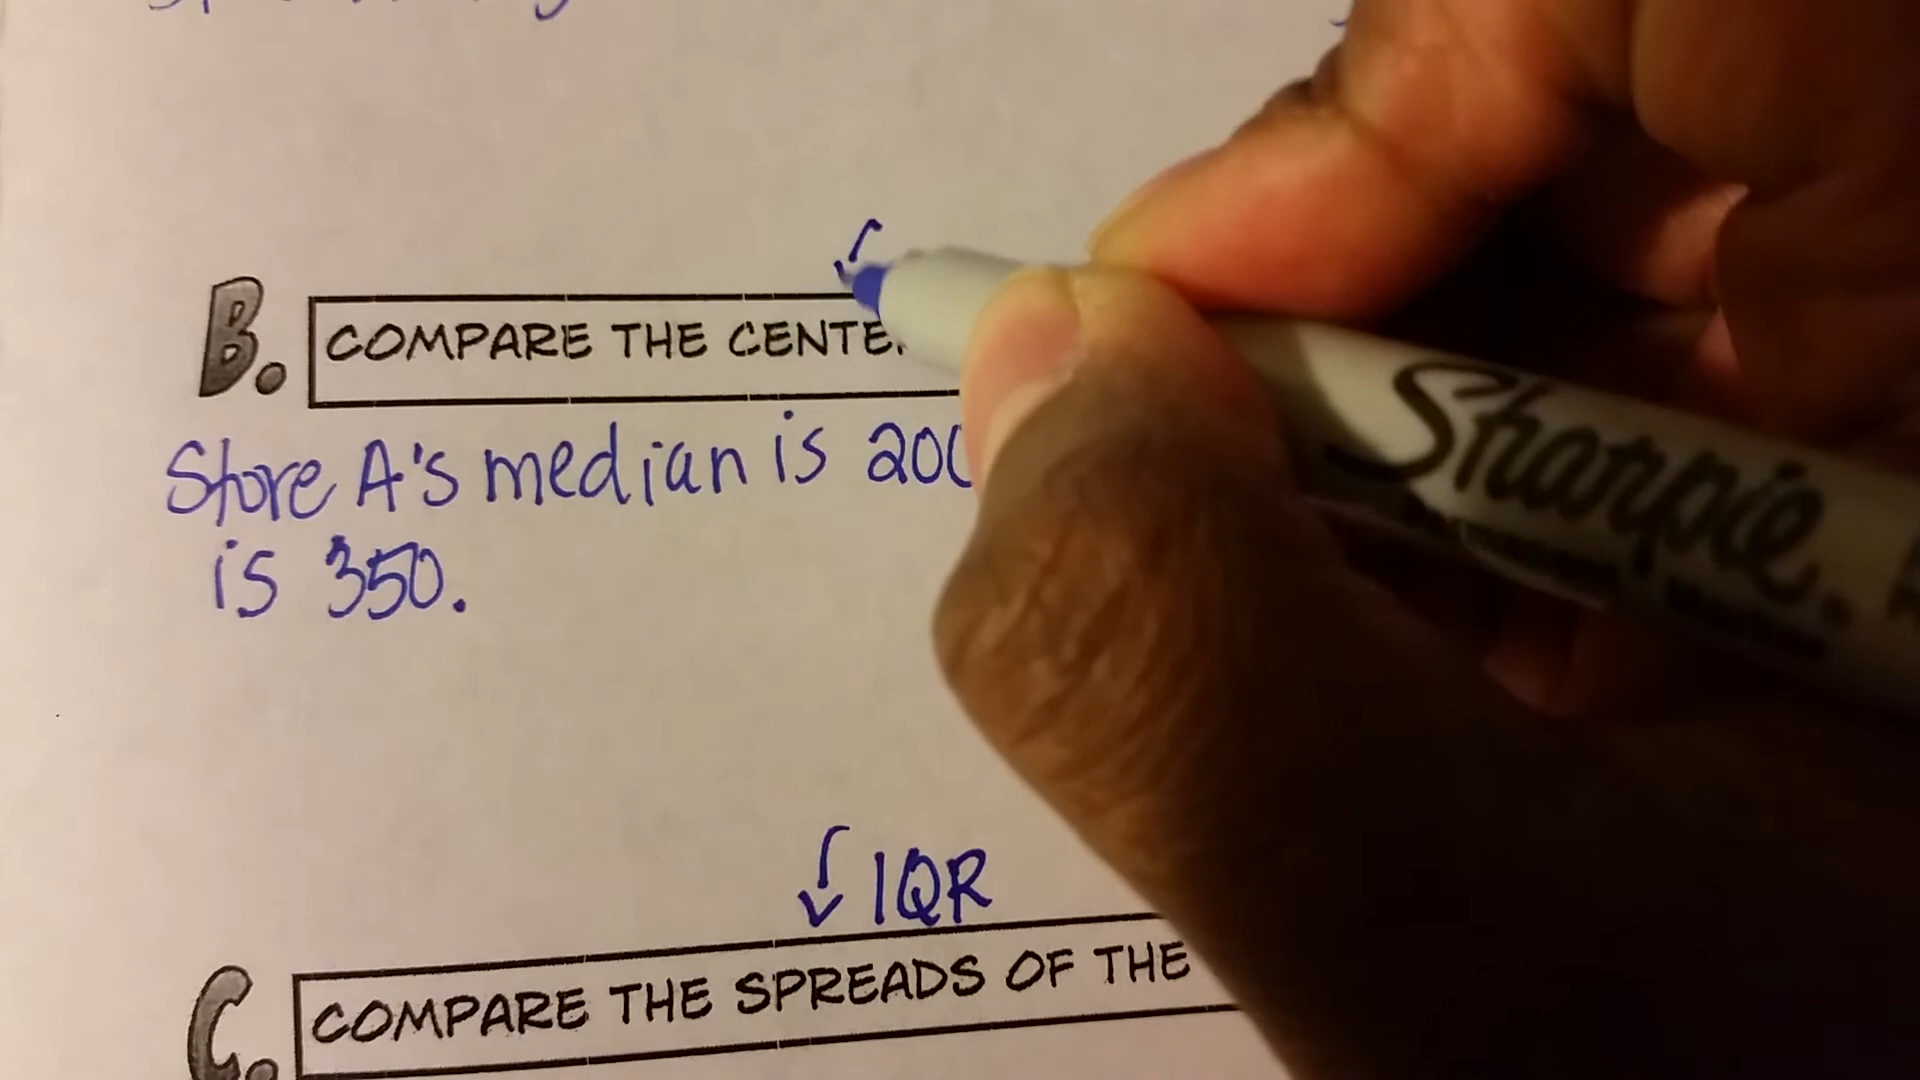 B. COMPARE THE CENTE
Store A's median is 200
is 350.
IQR
C. COMPARE THE SPREADS OF THE
Sharpie